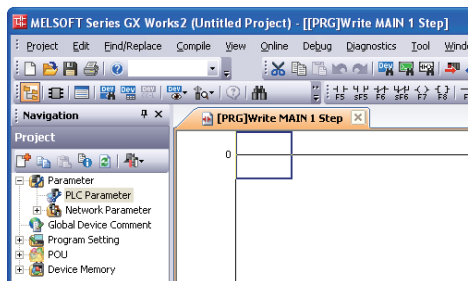 MELSOFT Series GX Works2 (Untitled Project) - [[PRG]Write MAIN 1 Step]
Project Edit Find/Replace Compile View Online Debug Diagnostics Tool Windo
F5 sF5 F6 sF6 F7 F8
Navigation
[PRG]Write MAIN 1 Step
Project
0
Parameter
PLC Parameter
Network Parameter
Global Device Comment
Program Setting
POU
Device Memory